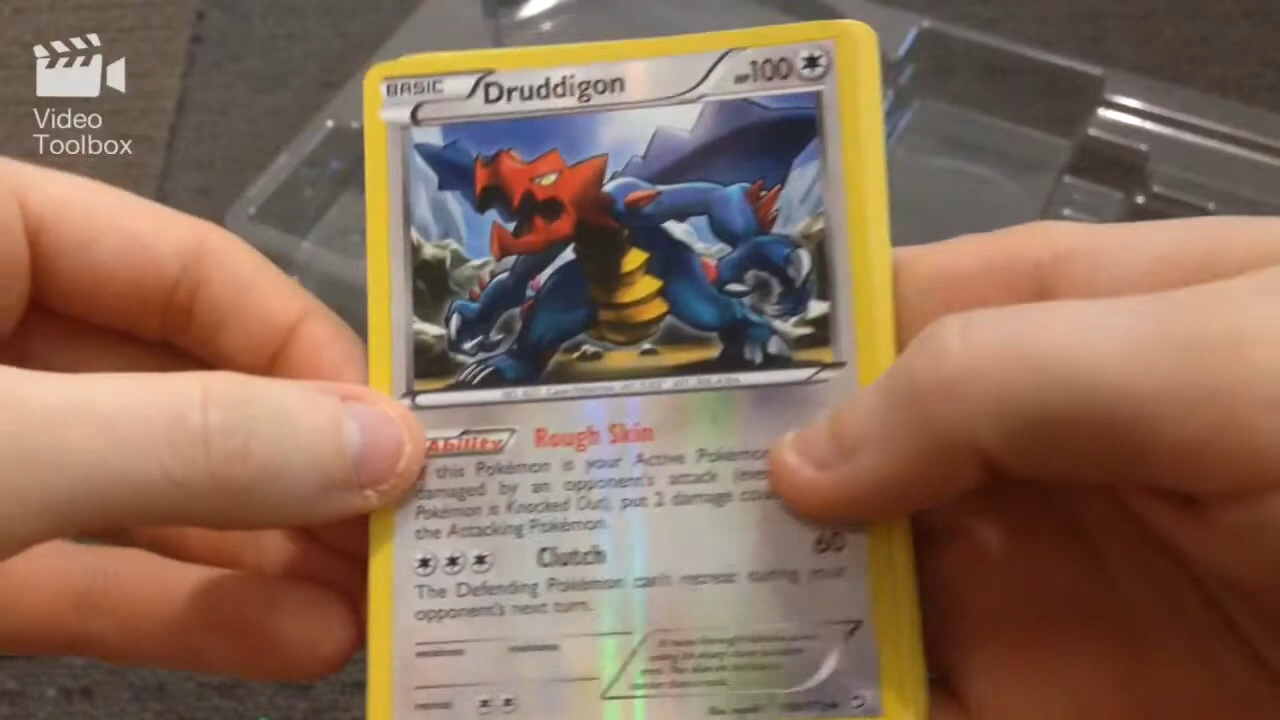 Video
Toolbox
BASIC Druddigon HP100
Ability Rough Skin
this Pokémon is your Active Pokémon
damaged by an opponent's attack (even
Pokémon is Knocked Out), put 2 damage
the Attacking Pokémon.
Clutch 60
The Defending Pokémon can't retreat during your
opponent's next turn.